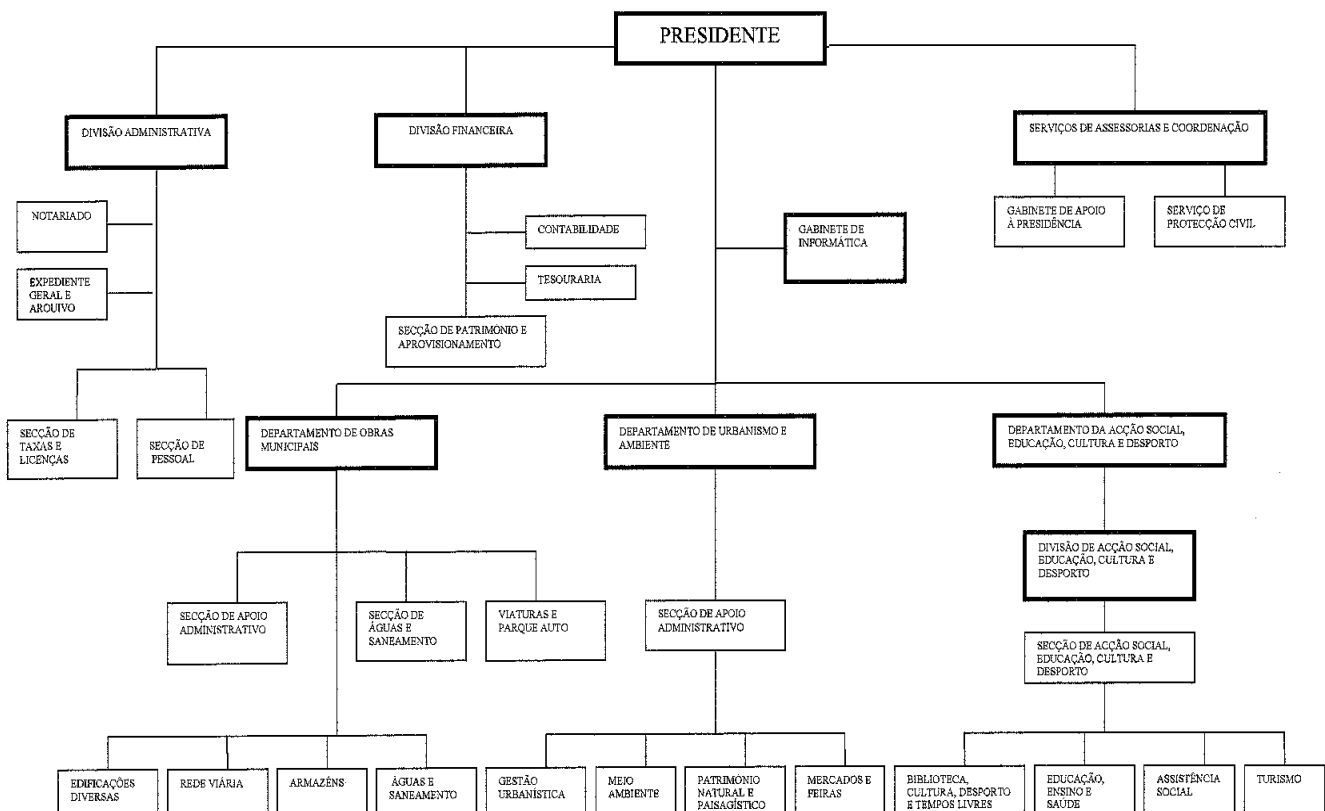 PRESIDENTE
DIVISÃO ADMINISTRATIVA
DIVISÃO FINANCEIRA
SERVIÇOS DE ASSESSORIAS E COORDENAÇÃO
NOTARIADO
EXPEDIENTE
GERAL E
ARQUIVO
CONTABILIDADE
TESOURARIA
SECÇÃO DE PATRIMÓNIO E
APROVISIONAMENTO
GABINETE DE
INFORMÁTICA
GABINETE DE APOIO
À PRESIDÊNCIA
SERVIÇO DE
PROTECÇÃO CIVIL
SECÇÃO DE
TAXAS E
LICENÇAS
SECÇÃO DE
PESSOAL
DEPARTAMENTO DE OBRAS
MUNICIPAIS
DEPARTAMENTO DE URBANISMO E
AMBIENTE
DEPARTAMENTO DA ACÇÃO SOCIAL,
EDUCAÇÃO, CULTURA E DESPORTO
DIVISÃO DE ACÇÃO SOCIAL,
EDUCAÇÃO, CULTURA E
DESPORTO
SECÇÃO DE APOIO
ADMINISTRATIVO
SECÇÃO DE
ÁGUAS E
SANEAMENTO
VIATURAS E
PARQUE AUTO
SECÇÃO DE APOIO
ADMINISTRATIVO
SECÇÃO DE ACÇÃO SOCIAL,
EDUCAÇÃO, CULTURA E
DESPORTO
EDIFICAÇÕES
DIVERSAS
REDE VIÁRIA
ARMAZÉNS
ÁGUAS E
SANEAMENTO
GESTÃO
URBANÍSTICA
MEIO
AMBIENTE
PATRIMÓNIO
NATURAL E
PAISAGÍSTICO
MERCADOS E
FEIRAS
BIBLIOTECA,
CULTURA, DESPORTO
E TEMPOS LIVRES
EDUCAÇÃO,
ENSINO E
SAÚDE
ASSISTÊNCIA
SOCIAL
TURISMO